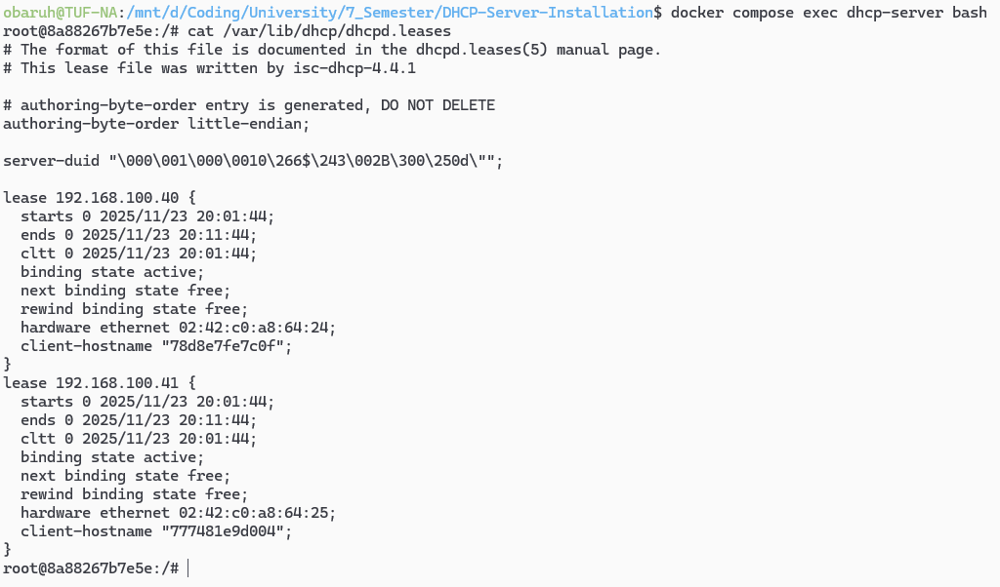 obaruh@TUF-NA:/mnt/d/Coding/University/7_Semester/DHCP-Server-Installation$ docker compose exec dhcp-server bash
root@8a88267b7e5e:/# cat /var/lib/dhcp/dhcpd.leases
# The format of this file is documented in the dhcpd.leases(5) manual page.
# This lease file was written by isc-dhcp-4.4.1

# authoring-byte-order entry is generated, DO NOT DELETE
authoring-byte-order little-endian;

server-duid "\000\001\000\0010\266$\243\002B\300\250d\"";

lease 192.168.100.40 {
  starts 0 2025/11/23 20:01:44;
  ends 0 2025/11/23 20:11:44;
  cltt 0 2025/11/23 20:01:44;
  binding state active;
  next binding state free;
  rewind binding state free;
  hardware ethernet 02:42:c0:a8:64:24;
  client-hostname "78d8e7fe7c0f";
}
lease 192.168.100.41 {
  starts 0 2025/11/23 20:01:44;
  ends 0 2025/11/23 20:11:44;
  cltt 0 2025/11/23 20:01:44;
  binding state active;
  next binding state free;
  rewind binding state free;
  hardware ethernet 02:42:c0:a8:64:25;
  client-hostname "777481e9d004";
}
root@8a88267b7e5e:/#